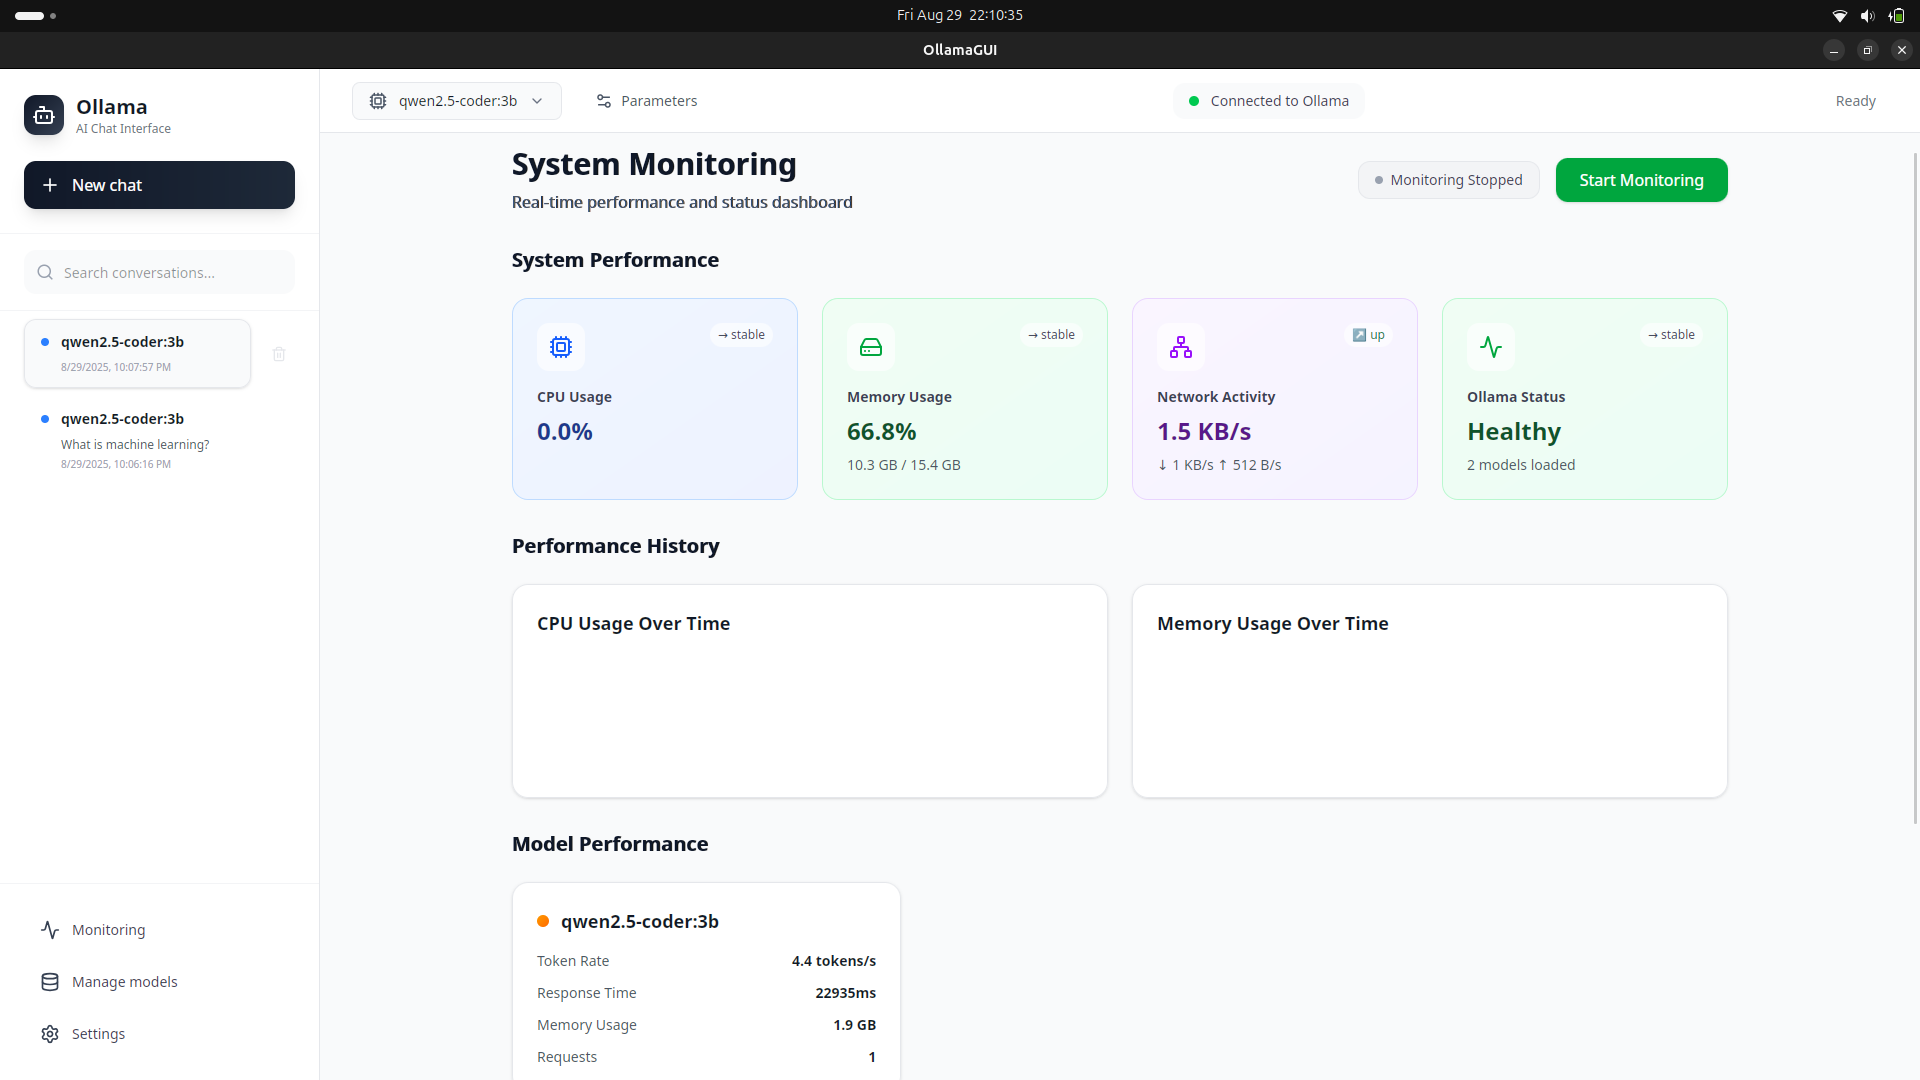 Fri Aug 29 22:10:35
OllamaGUI
Ollama
AI Chat Interface
New chat
Search conversations...
qwen2.5-coder:3b
8/29/2025, 10:07:57 PM
qwen2.5-coder:3b
What is machine learning?
8/29/2025, 10:06:16 PM
Monitoring
Manage models
Settings
qwen2.5-coder:3b
Parameters
Connected to Ollama
Ready
System Monitoring
Real-time performance and status dashboard
Monitoring Stopped
Start Monitoring
System Performance
→ stable
CPU Usage
0.0%
→ stable
Memory Usage
66.8%
10.3 GB / 15.4 GB
↗ up
Network Activity
1.5 KB/s
↓ 1 KB/s ↑ 512 B/s
→ stable
Ollama Status
Healthy
2 models loaded
Performance History
CPU Usage Over Time
Memory Usage Over Time
Model Performance
qwen2.5-coder:3b
Token Rate 4.4 tokens/s
Response Time 22935ms
Memory Usage 1.9 GB
Requests 1